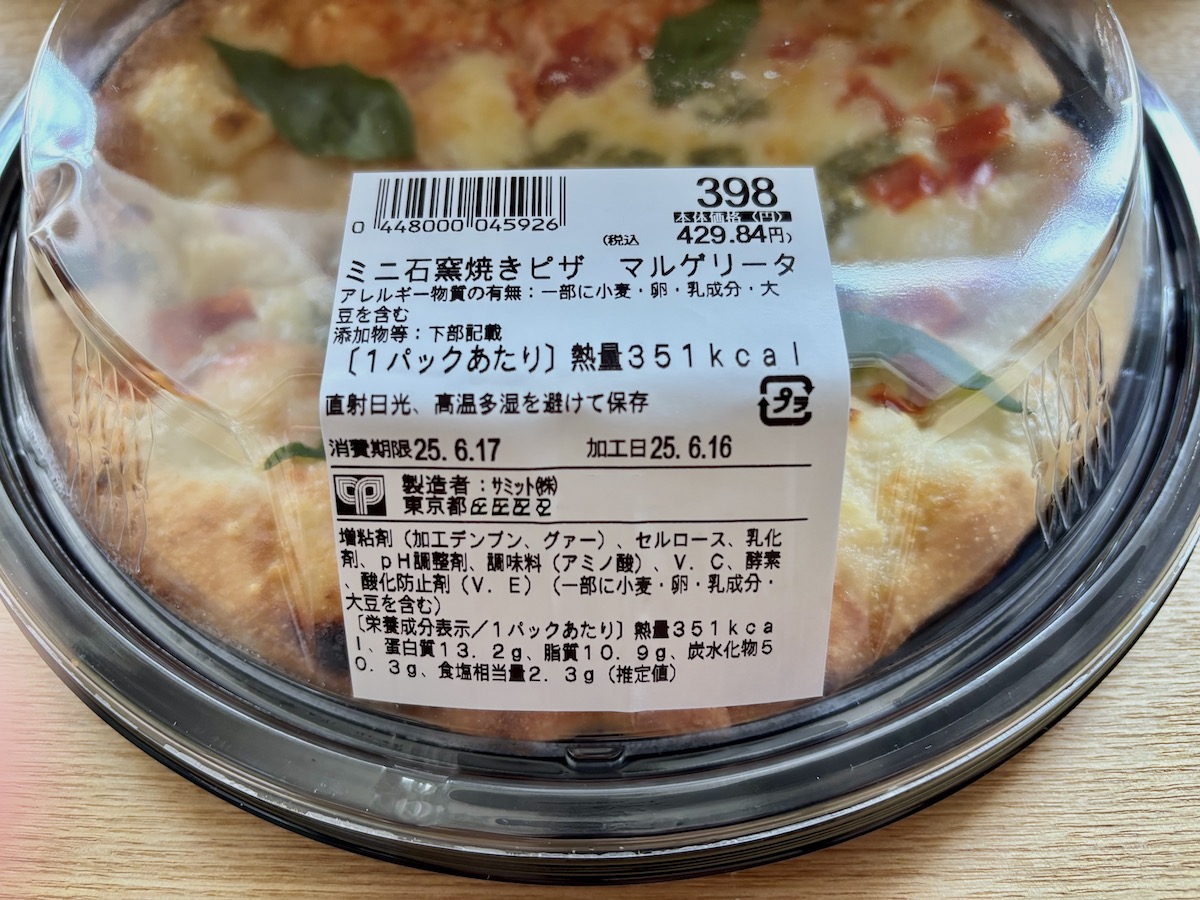 0 448000 045926
398
本体価格(円)
(税込 429.84円)
ミニ石窯焼きピザ マルゲリータ
アレルギー物質の有無:一部に小麦・卵・乳成分・大
豆を含む
添加物等:下部記載
〔1パックあたり〕熱量351kcal
直射日光、高温多湿を避けて保存
プラ
消費期限25.6.17 加工日25.6.16
製造者:サミット㈱
東京都
増粘剤(加工デンプン、グァー)、セルロース、乳化
剤、pH調整剤、調味料(アミノ酸)、V.C、酵素
、酸化防止剤(V.E)(一部に小麦・卵・乳成分・
大豆を含む)
〔栄養成分表示/1パックあたり〕熱量351kca
l、蛋白質13.2g、脂質10.9g、炭水化物5
0.3g、食塩相当量2.3g(推定値)